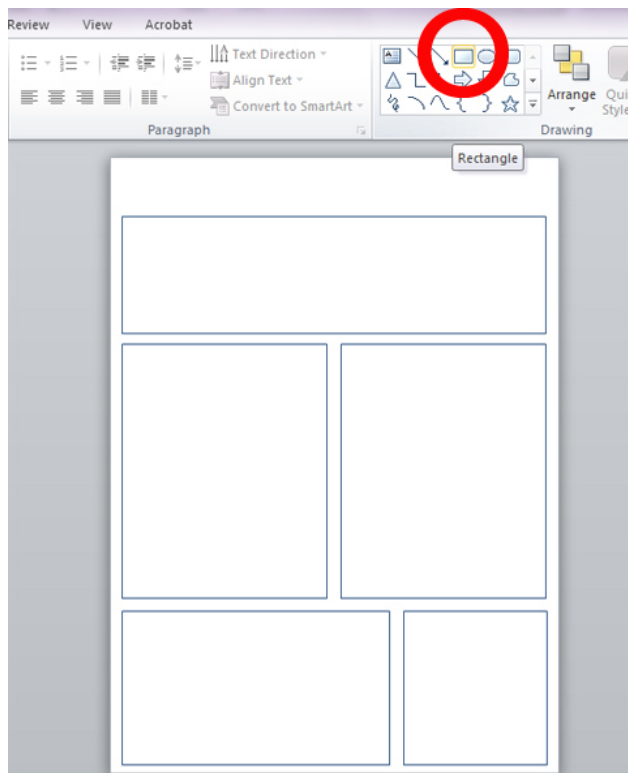 Review View Acrobat
Text Direction
Align Text
Convert to SmartArt
Arrange
Paragraph
Drawing
Rectangle